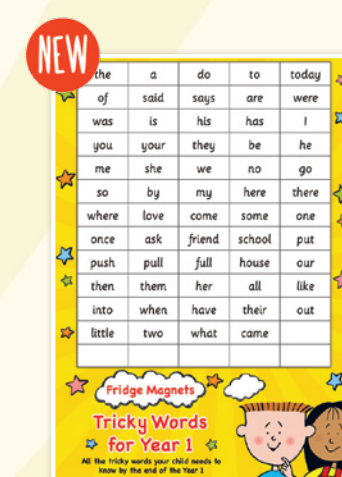 NEW
the a do to today
of said says are were
was is his has I
you your they be he
me she we no go
so by my here there
where love come some one
once ask friend school put
push pull full house our
then them her all like
into when have their out
little two what came
Fridge Magnets
Tricky Words
for Year 1
All the tricky words your child needs to
know by the end of the Year 1